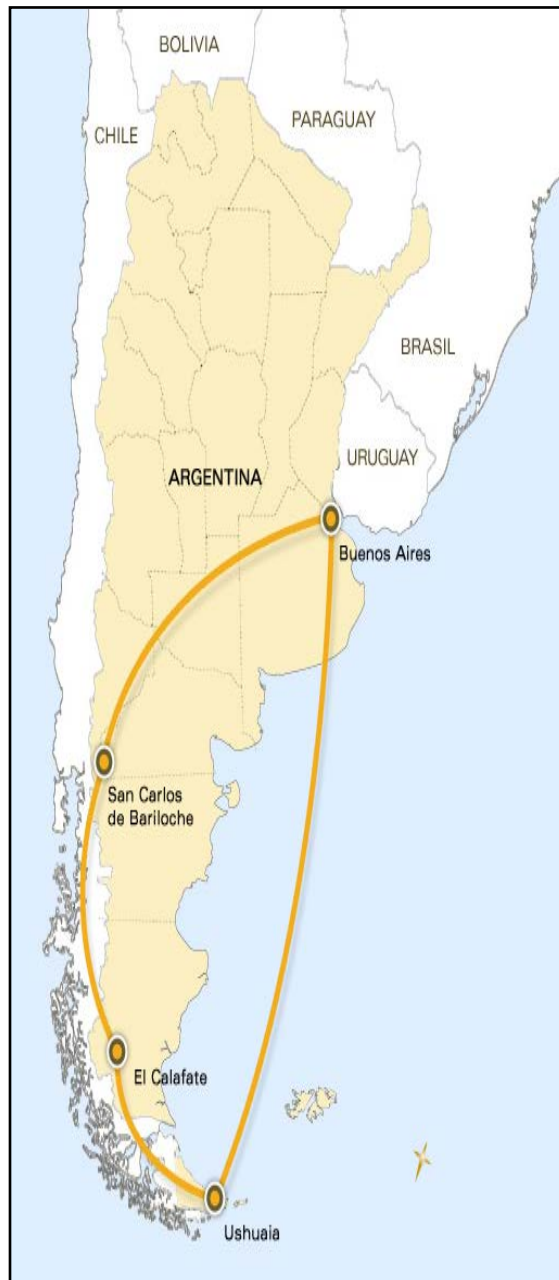 BOLIVIA
PARAGUAY
CHILE
BRASIL
URUGUAY
ARGENTINA
Buenos Aires
San Carlos
de Bariloche
El Calafate
Ushuaia